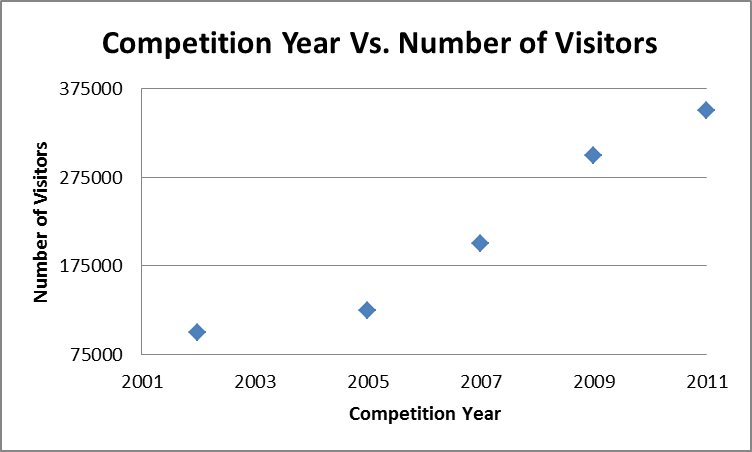 Competition Year Vs. Number of Visitors
Number of Visitors
375000
275000
175000
75000
2001 2003 2005 2007 2009 2011
Competition Year